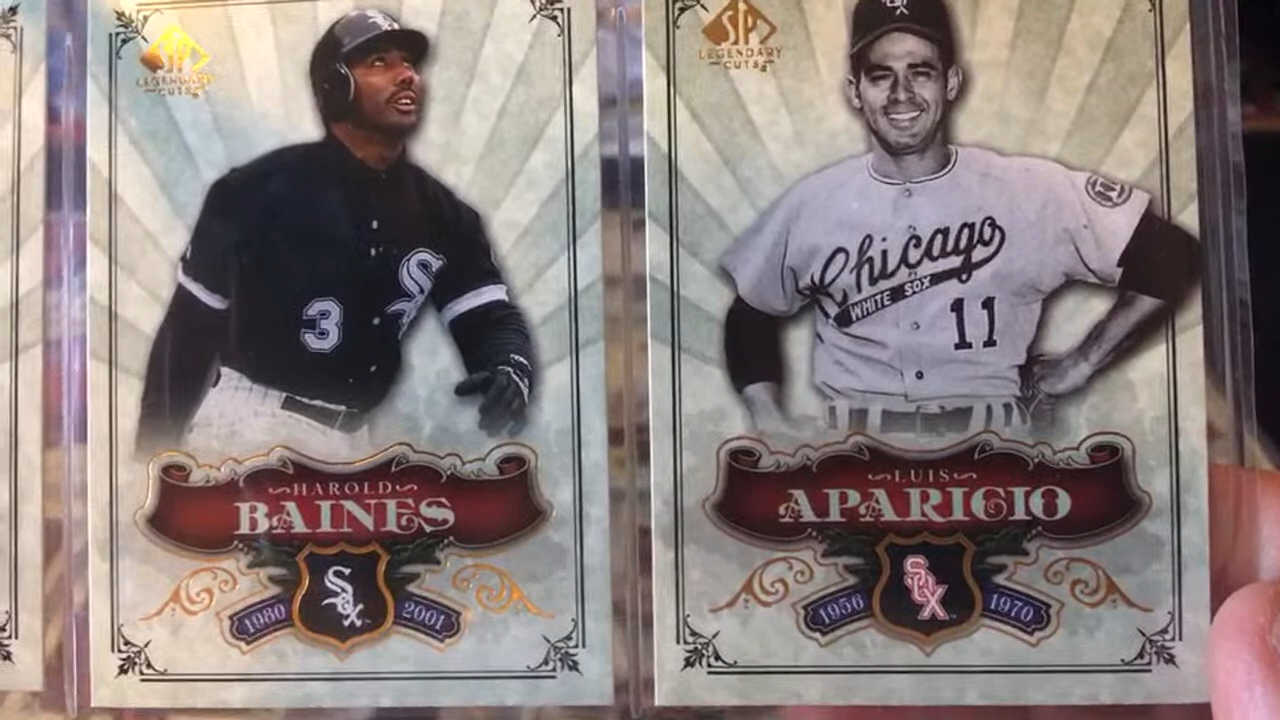 SP
LEGENDARY
CUTS
3
HAROLD
BAINES
Sox
1980 2001
SP
LEGENDARY
CUTS
Chicago
WHITE SOX
11
LUIS
APARICIO
SOX
1956 1970